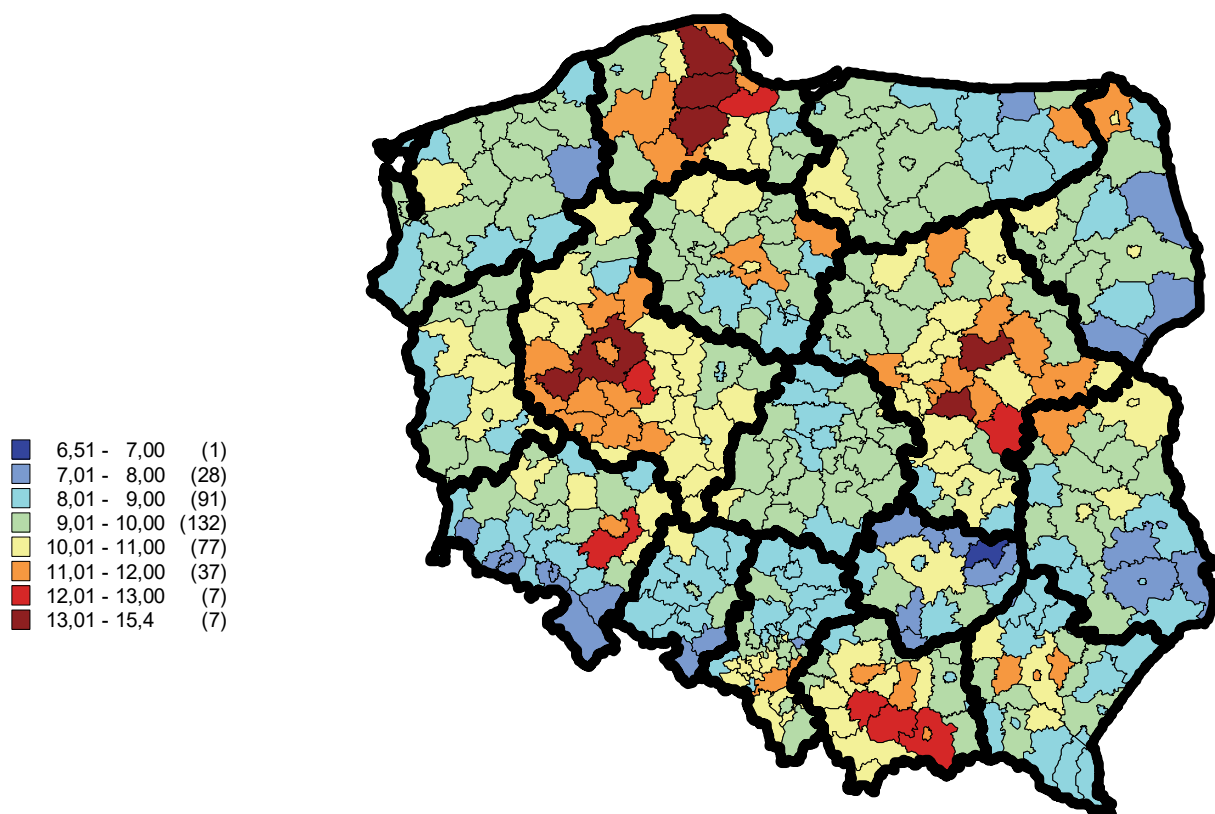 6,51 - 7,00 (1)
7,01 - 8,00 (28)
8,01 - 9,00 (91)
9,01 - 10,00 (132)
10,01 - 11,00 (77)
11,01 - 12,00 (37)
12,01 - 13,00 (7)
13,01 - 15,4 (7)